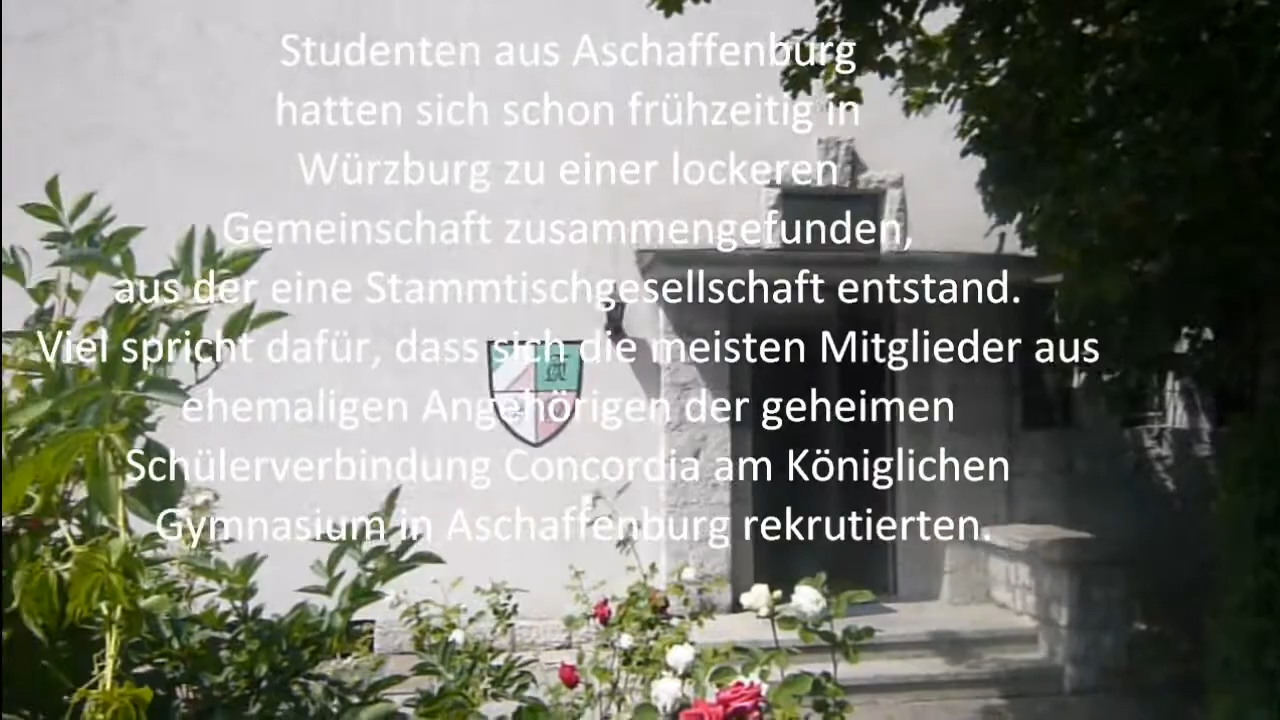 Studenten aus Aschaffenburg
hatten sich schon frühzeitig in
Würzburg zu einer lockeren
Gemeinschaft zusammengefunden,
aus der eine Stammtischgesellschaft entstand.
Viel spricht dafür, dass sich die meisten Mitglieder aus
ehemaligen Angehörigen der geheimen
Schülerverbindung Concordia am Königlichen
Gymnasium in Aschaffenburg rekrutierten.